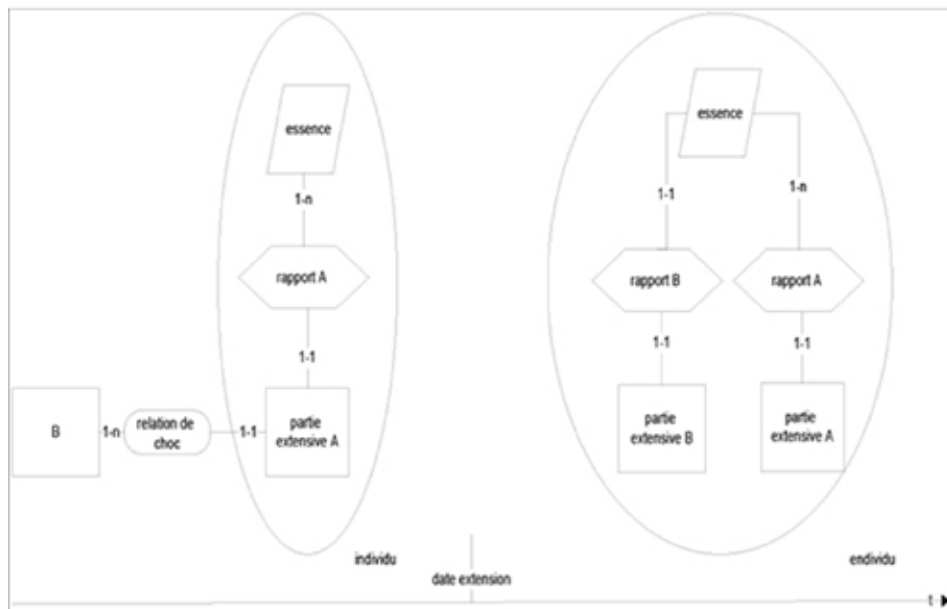 essence
1-n
rapport A
1-1
B
1-n
relation de
choc
1-1
partie
extensive A
individu
date extension
essence
1-1
1-n
rapport B
rapport A
1-1
1-1
partie
extensive B
partie
extensive A
endividu
t